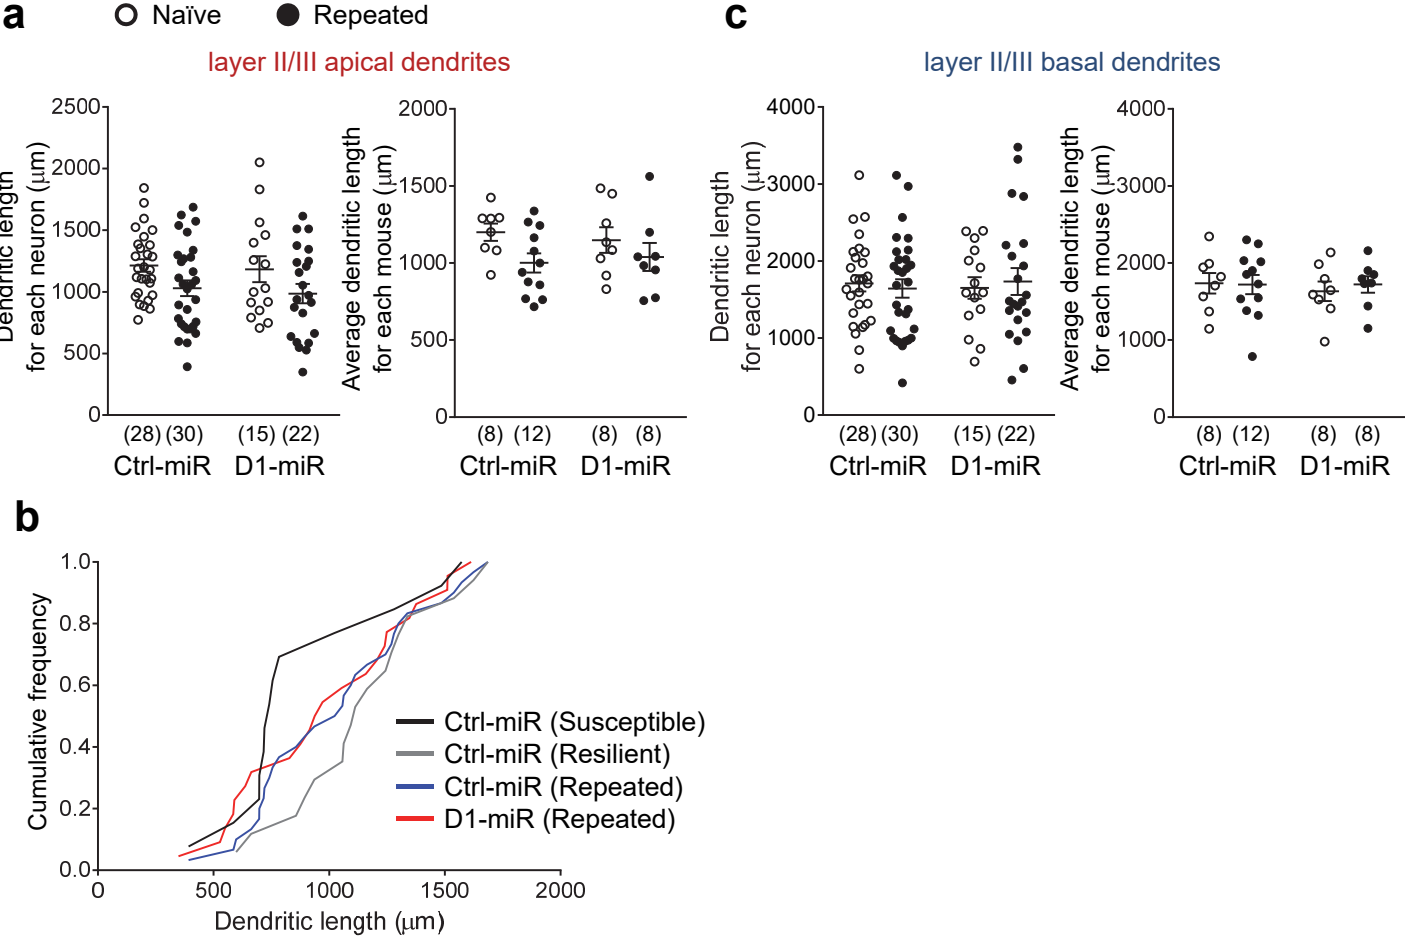 a
Naïve
Repeated
layer II/III apical dendrites
Dendritic length
for each neuron (μm)
2500
2000
1500
1000
500
0
(28) (30) (15) (22)
Ctrl-miR D1-miR
Average dendritic length
for each mouse (μm)
2000
1500
1000
500
0
(8) (12) (8) (8)
Ctrl-miR D1-miR
c
layer II/III basal dendrites
Dendritic length
for each neuron (μm)
4000
3000
2000
1000
0
(28) (30) (15) (22)
Ctrl-miR D1-miR
Average dendritic length
for each mouse (μm)
4000
3000
2000
1000
0
(8) (12) (8) (8)
Ctrl-miR D1-miR
b
Cumulative frequency
1.0
0.8
0.6
0.4
0.2
0.0
0 500 1000 1500 2000
Dendritic length (μm)
Ctrl-miR (Susceptible)
Ctrl-miR (Resilient)
Ctrl-miR (Repeated)
D1-miR (Repeated)